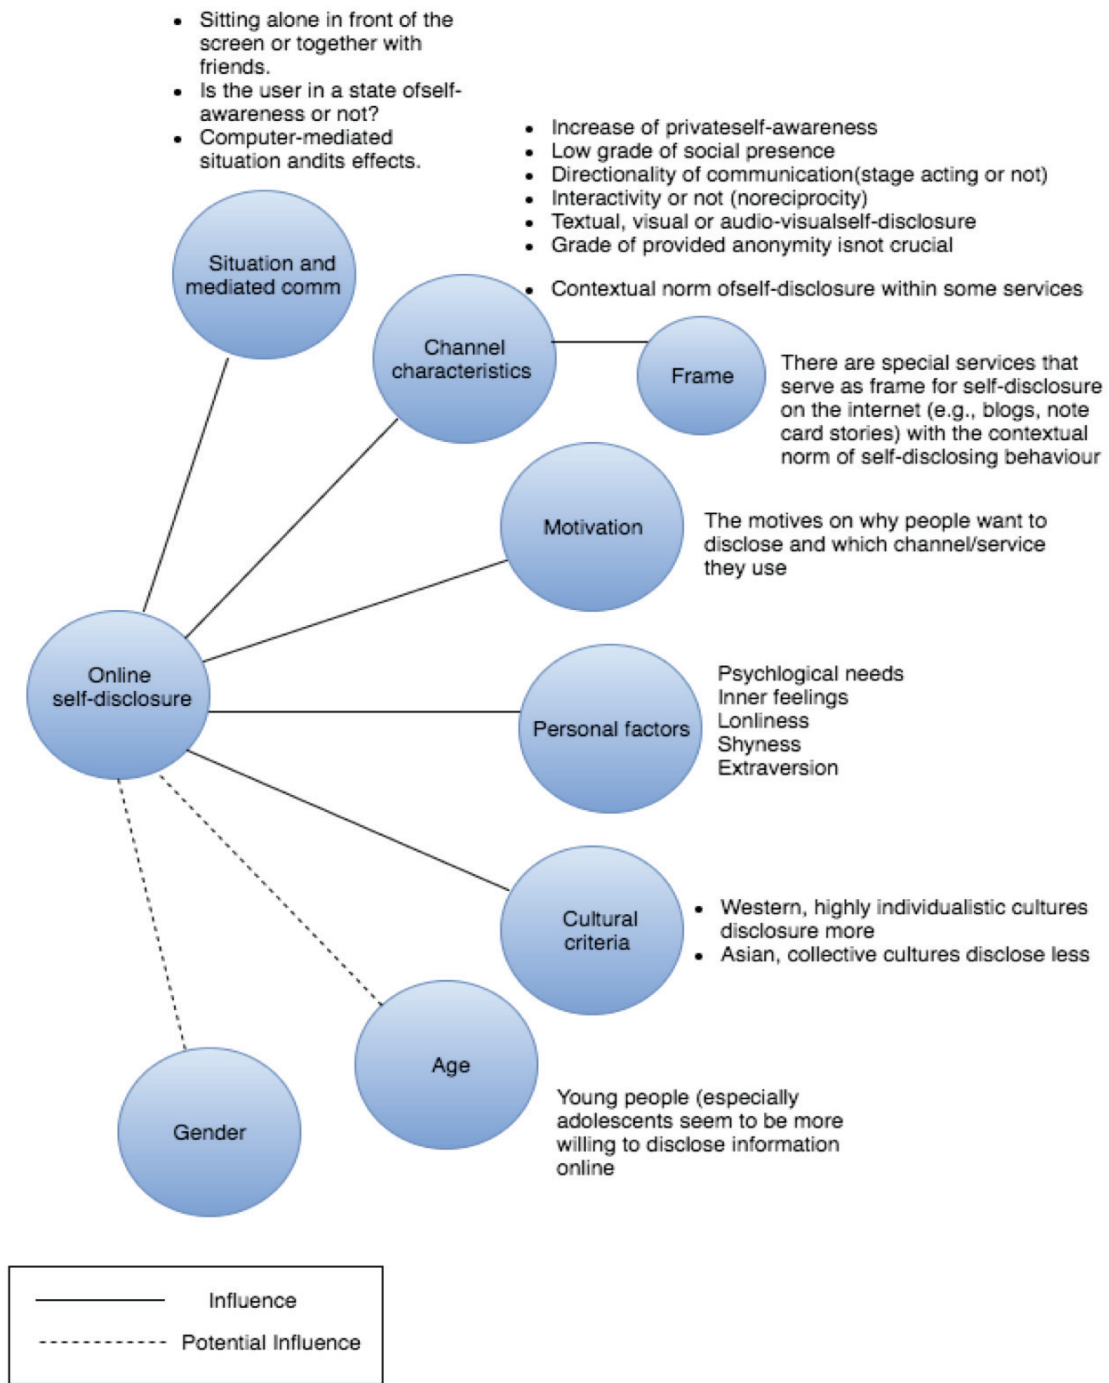 • Sitting alone in front of the
screen or together with
friends.
• Is the user in a state ofself-
awareness or not?
• Computer-mediated
situation andits effects.
• Increase of privateself-awareness
• Low grade of social presence
• Directionality of communication(stage acting or not)
• Interactivity or not (noreciprocity)
• Textual, visual or audio-visualself-disclosure
• Grade of provided anonymity isnot crucial
• Contextual norm ofself-disclosure within some services
Situation and
mediated comm
Channel
characteristics
Frame
There are special services that
serve as frame for self-disclosure
on the internet (e.g., blogs, note
card stories) with the contextual
norm of self-disclosing behaviour
Motivation
The motives on why people want to
disclose and which channel/service
they use
Online
self-disclosure
Personal factors
Psychlogical needs
Inner feelings
Lonliness
Shyness
Extraversion
Cultural
criteria
• Western, highly individualistic cultures
disclosure more
• Asian, collective cultures disclose less
Age
Young people (especially
adolescents seem to be more
willing to disclose information
online
Gender
Influence
Potential Influence